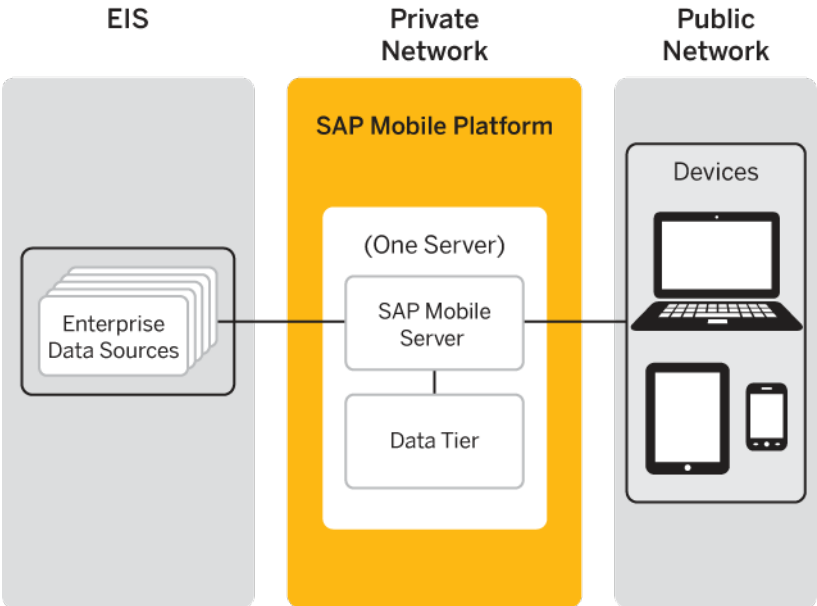 EIS
Private
Network
Public
Network
SAP Mobile Platform
Devices
(One Server)
Enterprise
Data Sources
SAP Mobile
Server
Data Tier